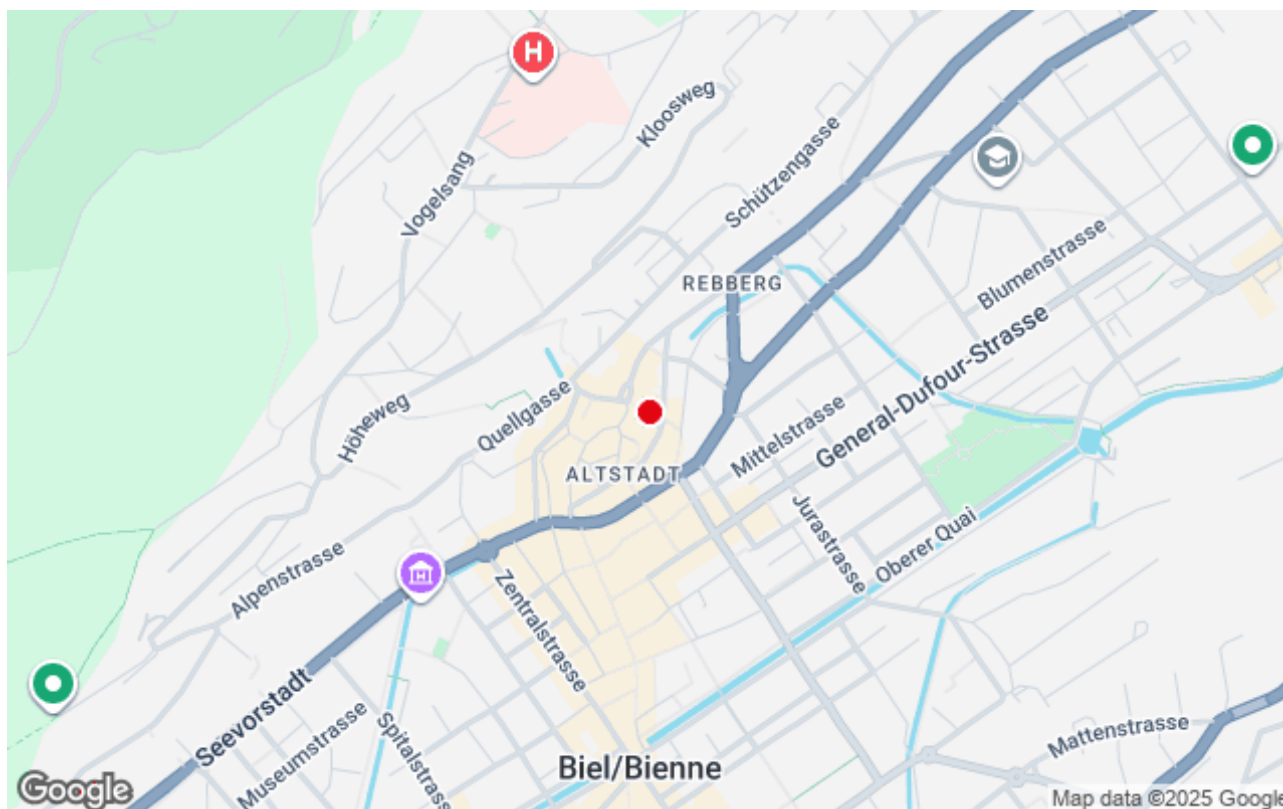 H
Kloosweg
Vogelsang
Schützengasse
REBBERG
Blumenstrasse
General-Dufour-Strasse
Höheweg
Quellgasse
Mittelstrasse
ALTSTADT
Jurastrasse
Oberer Quai
Alpenstrasse
Zentralstrasse
Seevorstadt
Museumstrasse
Spitalstrasse
Mattenstrasse
Biel/Bienne
Google
Map data ©2025 Google